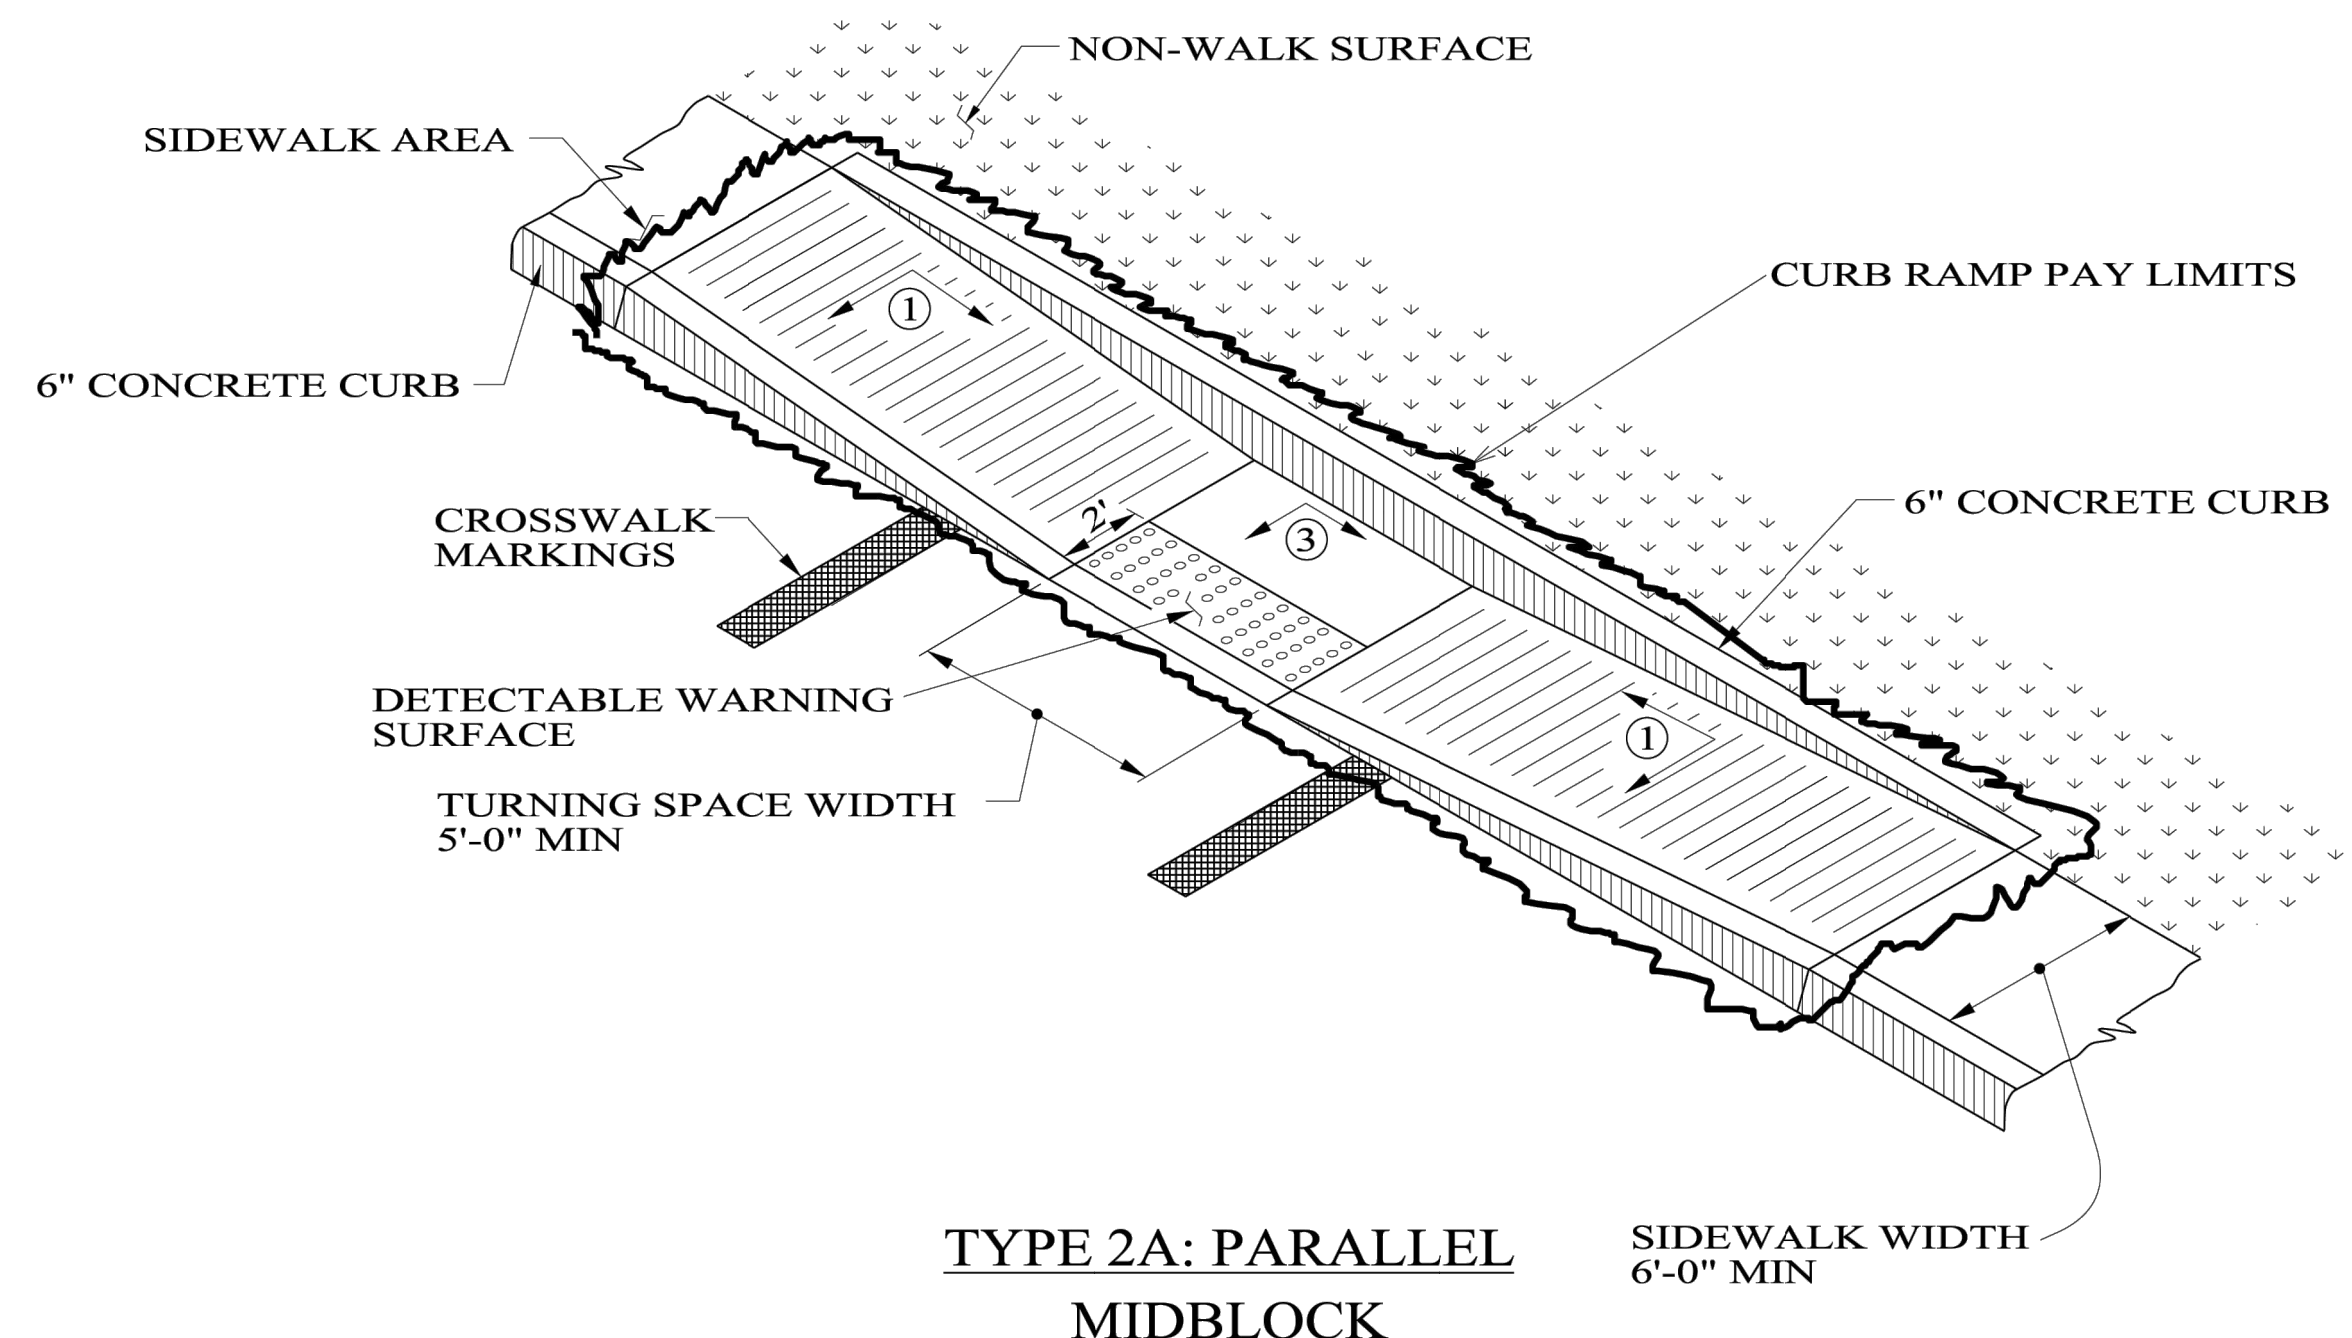 NON-WALK SURFACE
SIDEWALK AREA
CURB RAMP PAY LIMITS
1
6" CONCRETE CURB
6" CONCRETE CURB
CROSSWALK
MARKINGS
2'
3
DETECTABLE WARNING
SURFACE
1
TURNING SPACE WIDTH
5'-0" MIN
TYPE 2A: PARALLEL
MIDBLOCK
SIDEWALK WIDTH
6'-0" MIN